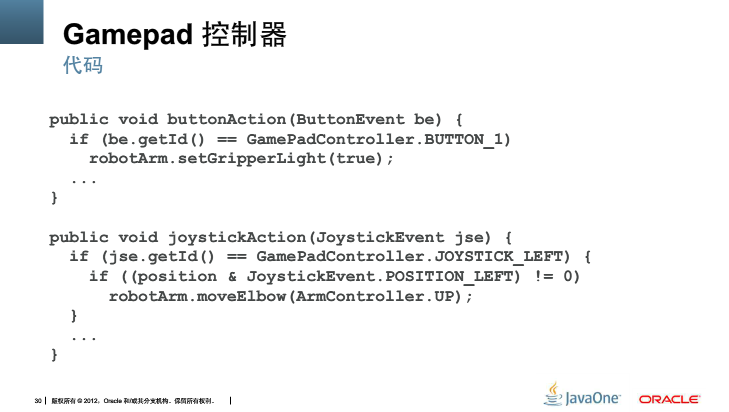 Gamepad 控制器
代码
public void buttonAction(ButtonEvent be) {
if (be.getId() == GamePadController.BUTTON_1)
robotArm.setGripperLight(true);
...
}
public void joystickAction(JoystickEvent jse) {
if (jse.getId() == GamePadController.JOYSTICK_LEFT) {
if ((position & JoystickEvent.POSITION_LEFT) != 0)
robotArm.moveElbow(ArmController.UP);
}
...
}
30 版权所有 © 2012，Oracle 和/或其分支机构。保留所有权利。
JavaOne
ORACLE